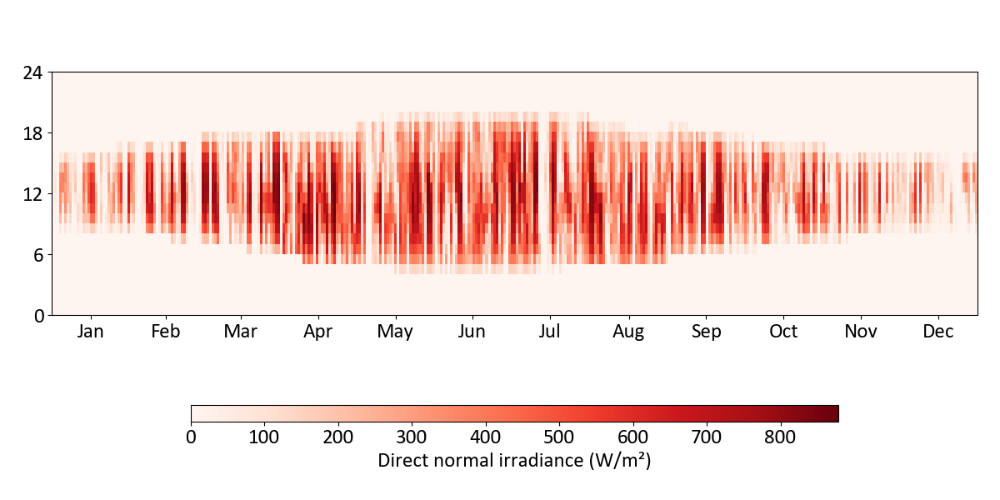 24
18
12
6
0
Jan Feb Mar Apr May Jun Jul Aug Sep Oct Nov Dec
0 100 200 300 400 500 600 700 800
Direct normal irradiance (W/m²)